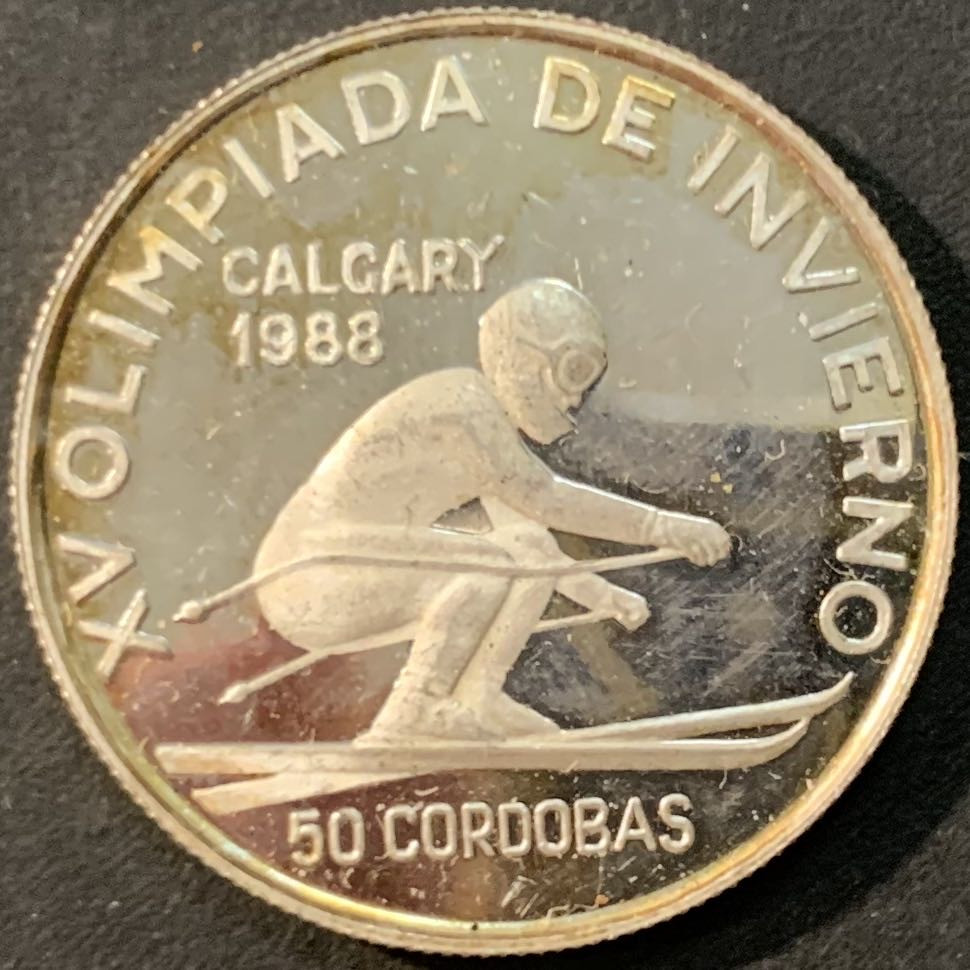 XV OLIMPIADA DE INVIERNO
CALGARY
1988
50 CORDOBAS